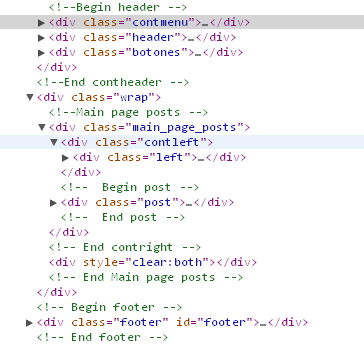 <!--Begin header -->
▶<div class="contmenu">…</div>
▶<div class="header">…</div>
▶<div class="botones">…</div>
</div>
<!--End contheader -->
▼<div class="wrap">
<!--Main page posts -->
▼<div class="main_page_posts">
▼<div class="contleft">
▶<div class="left">…</div>
</div>
<!--  Begin post -->
▶<div class="post">…</div>
<!--  End post -->
</div>
<!-- End contright -->
<div style="clear:both"></div>
<!-- End Main page posts -->
</div>
<!-- Begin footer -->
▶<div class="footer" id="footer">…</div>
<!-- End footer -->